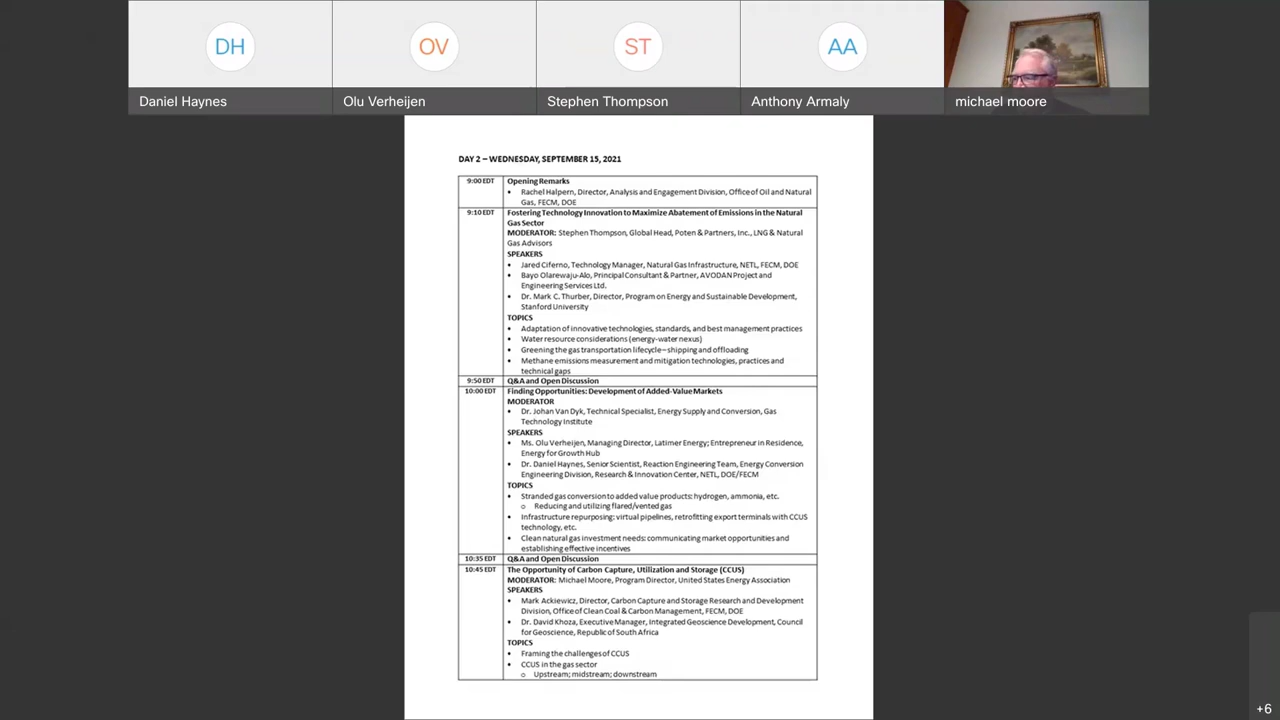 DH
OV
ST
AA
Daniel Haynes
Olu Verheijen
Stephen Thompson
Anthony Armaly
michael moore
DAY 2 – WEDNESDAY, SEPTEMBER 15, 2021
9:00 EDT
Opening Remarks
• Rachel Halpern, Director, Analysis and Engagement Division, Office of Oil and Natural
Gas, FECM, DOE
9:10 EDT
Fostering Technology Innovation to Maximize Abatement of Emissions in the Natural
Gas Sector
MODERATOR: Stephen Thompson, Global Head, Poten & Partners, Inc., LNG & Natural
Gas Advisors
SPEAKERS
• Jared Ciferno, Technology Manager, Natural Gas Infrastructure, NETL, FECM, DOE
• Bayo Olarewaju-Alo, Principal Consultant & Partner, AVODAN Project and
Engineering Services Ltd.
• Dr. Mark C. Thurber, Director, Program on Energy and Sustainable Development,
Stanford University
TOPICS
• Adaptation of innovative technologies, standards, and best management practices
• Water resource considerations (energy-water nexus)
• Greening the gas transportation lifecycle—shipping and offloading
• Methane emissions measurement and mitigation technologies, practices and
technical gaps
9:50 EDT
Q&A and Open Discussion
10:00 EDT
Finding Opportunities: Development of Added-Value Markets
MODERATOR
• Dr. Johan Van Dyk, Technical Specialist, Energy Supply and Conversion, Gas
Technology Institute
SPEAKERS
• Ms. Olu Verheijen, Managing Director, Latimer Energy; Entrepreneur in Residence,
Energy for Growth Hub
• Dr. Daniel Haynes, Senior Scientist, Reaction Engineering Team, Energy Conversion
Engineering Division, Research & Innovation Center, NETL, DOE/FECM
TOPICS
• Stranded gas conversion to added value products: hydrogen, ammonia, etc.
o Reducing and utilizing flared/vented gas
• Infrastructure repurposing: virtual pipelines, retrofitting export terminals with CCUS
technology, etc.
• Clean natural gas investment needs: communicating market opportunities and
establishing effective incentives
10:35 EDT
Q&A and Open Discussion
10:45 EDT
The Opportunity of Carbon Capture, Utilization and Storage (CCUS)
MODERATOR: Michael Moore, Program Director, United States Energy Association
SPEAKERS
• Mark Ackiewicz, Director, Carbon Capture and Storage Research and Development
Division, Office of Clean Coal & Carbon Management, FECM, DOE
• Dr. David Khoza, Executive Manager, Integrated Geoscience Development, Council
for Geoscience, Republic of South Africa
TOPICS
• Framing the challenges of CCUS
• CCUS in the gas sector
o Upstream; midstream; downstream
+6